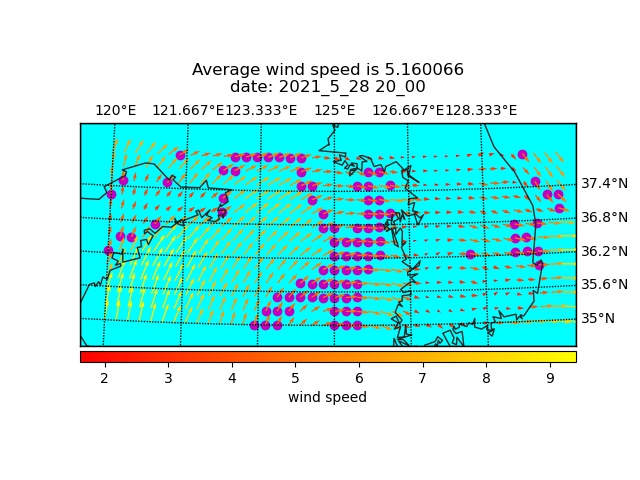 Average wind speed is 5.160066
date: 2021_5_28 20_00
120°E 121.667°E 123.333°E 125°E 126.667°E 128.333°E
37.4°N
36.8°N
36.2°N
35.6°N
35°N
2 3 4 5 6 7 8 9
wind speed